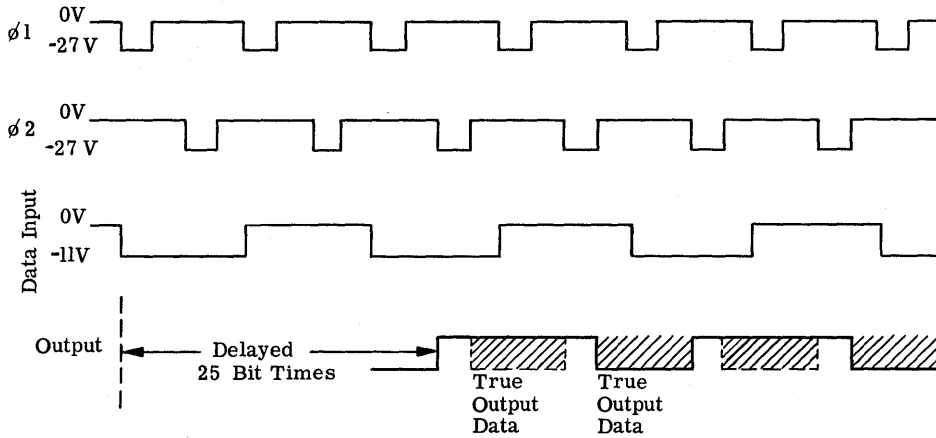 0V
ø1
-27 V
0V
ø2
-27 V
Data Input
0V
-11V
Output
Delayed
25 Bit Times
True Output Data
True Output Data